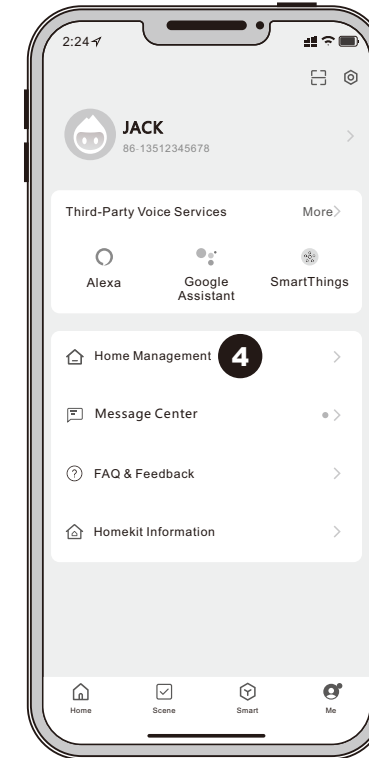 2:24
JACK
86-13512345678
Third-Party Voice Services More
Alexa
Google
Assistant
SmartThings
Home Management 4
Message Center
FAQ & Feedback
Homekit Information
Home Scene Smart Me